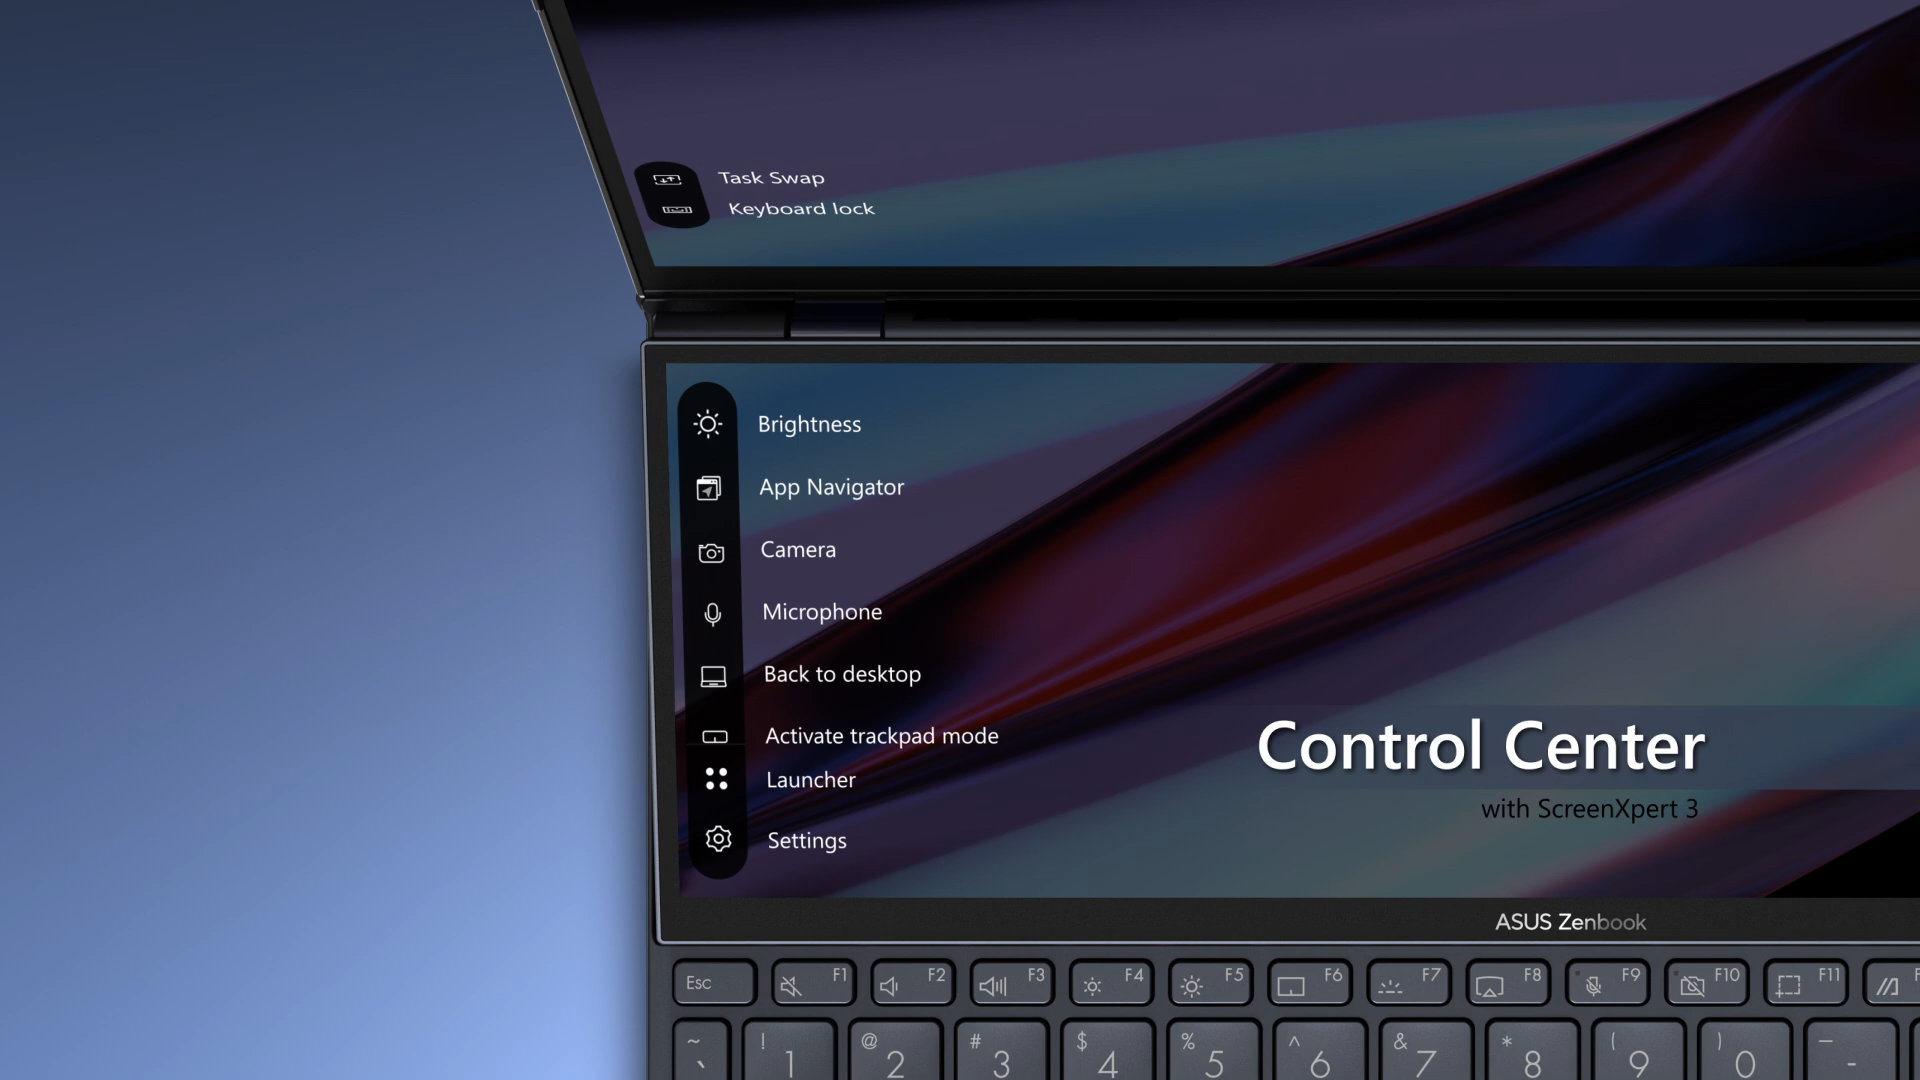 Task Swap
Keyboard lock
Brightness
App Navigator
Camera
Microphone
Back to desktop
Activate trackpad mode
Launcher
Settings
Control Center
with ScreenXpert 3
ASUS Zenbook
Esc F1 F2 F3 F4 F5 F6 F7 F8 F9 F10 F11 F
~ ` ! 1 @ 2 # 3 $ 4 % 5 ^ 6 & 7 * 8 ( 9 ) 0 — -